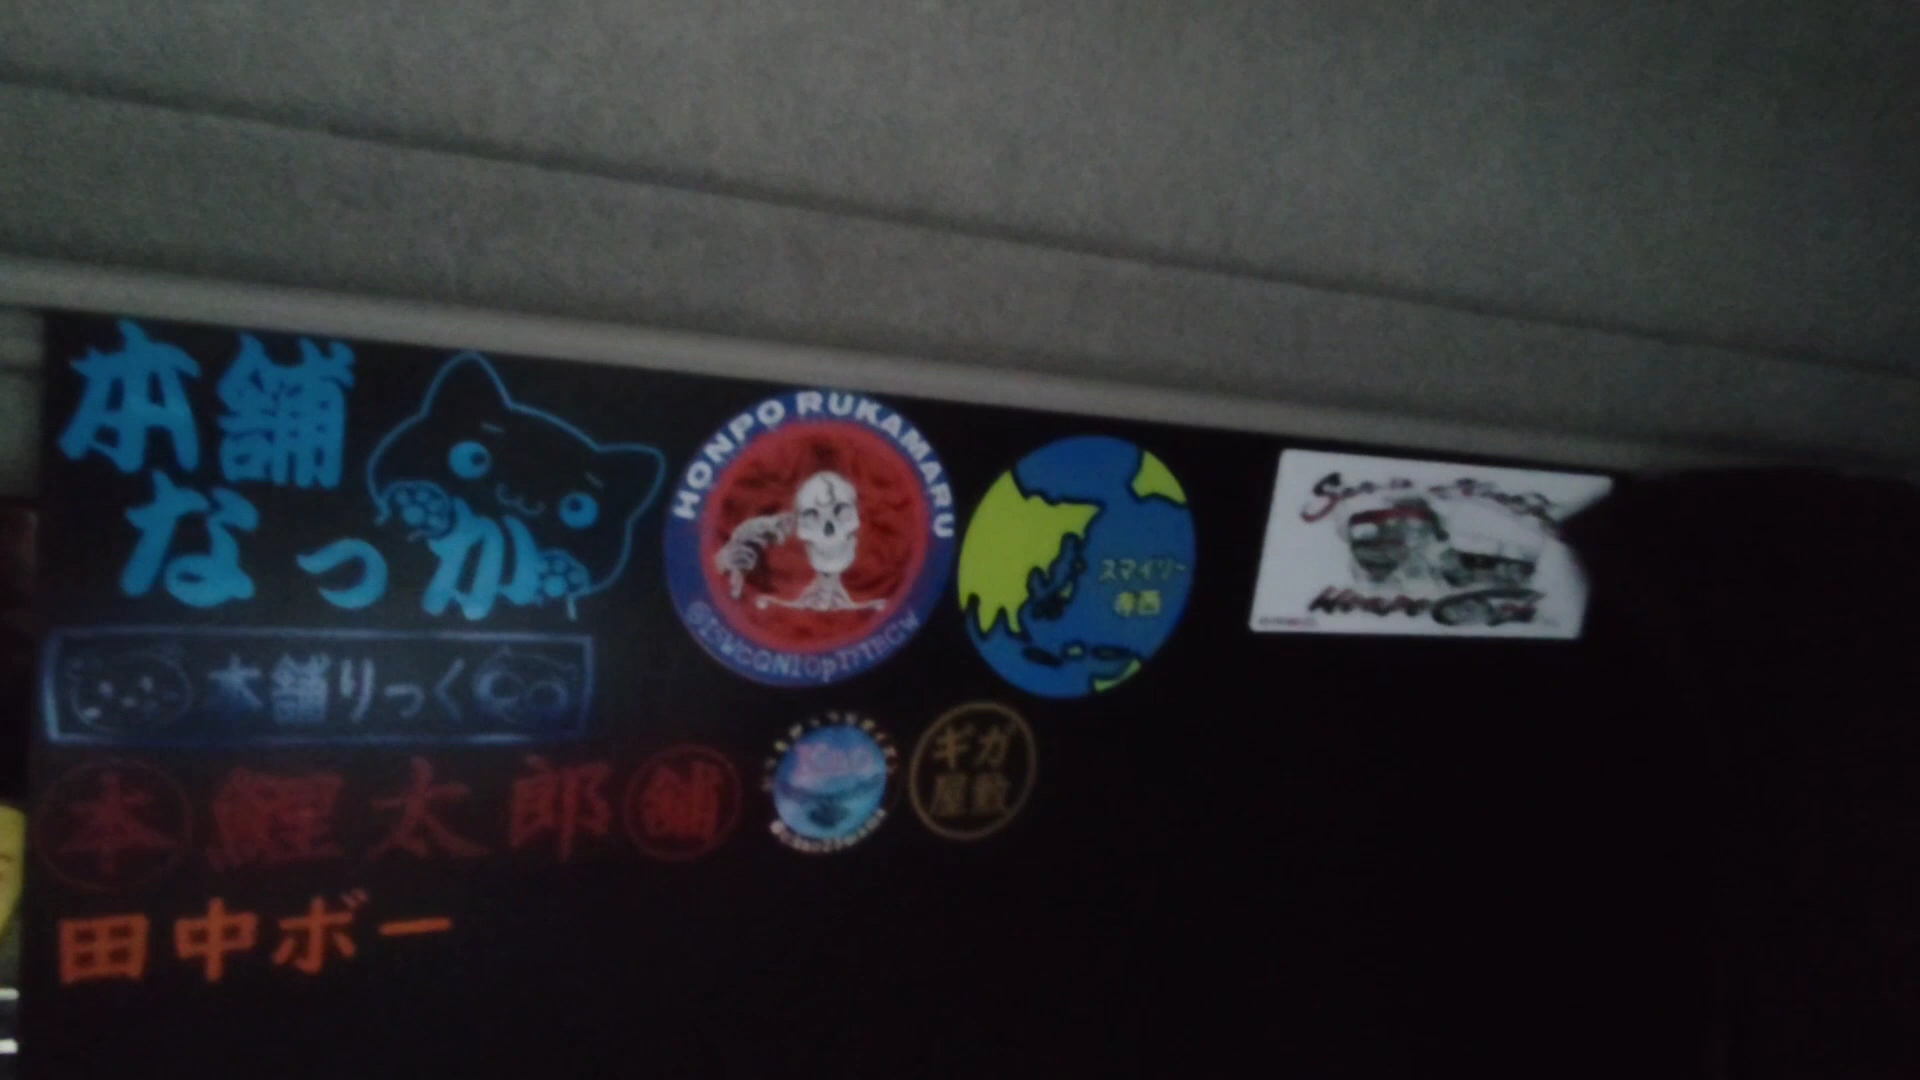 本舗
なっか
HONPO RUKAMARU
スマイリー
寺西
本舗りっく
本 鯉太郎 舗
ギガ
屋敷
田中ボー